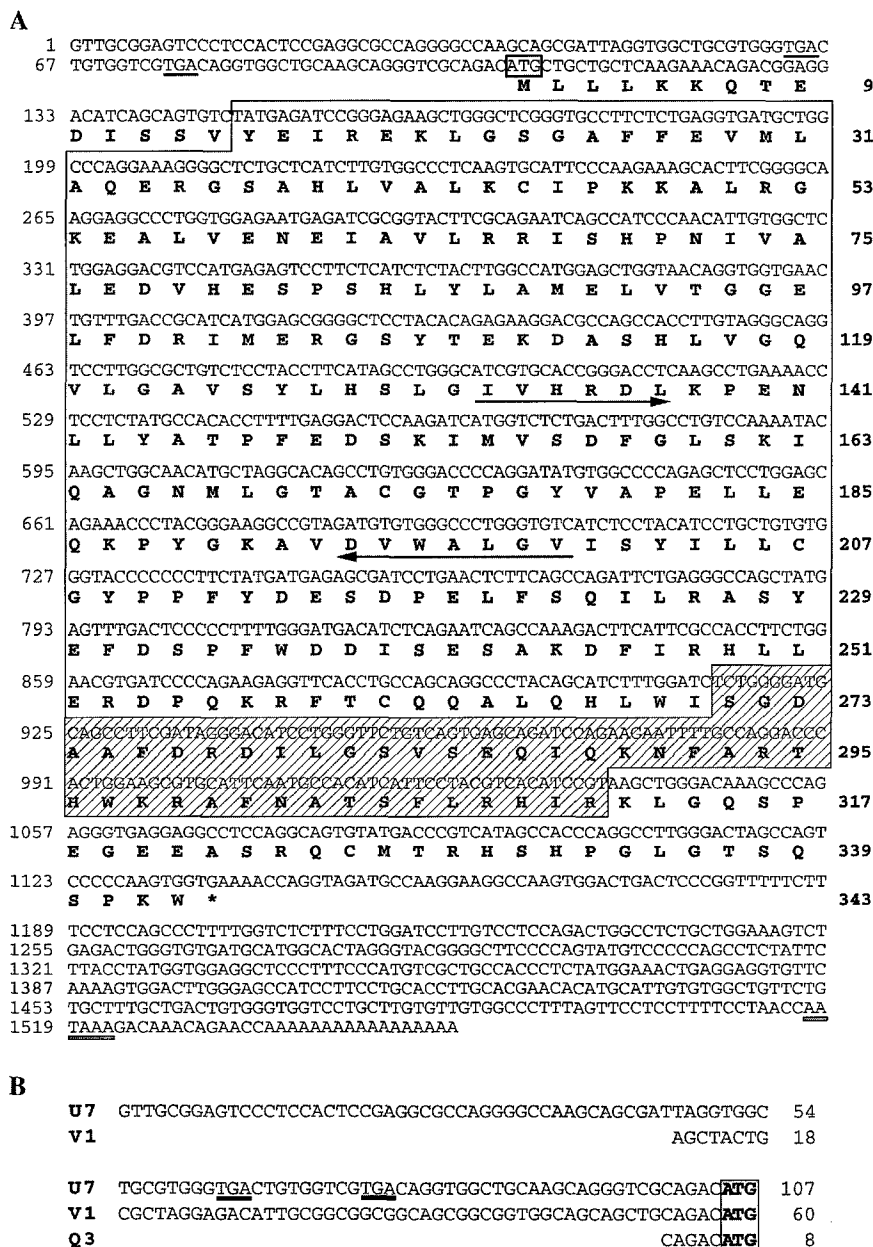 A
1 GTTGCGGAGTCCCTCCACTCCGAGGCGCCAGGGGCCAAGCAGCGATTAGGTGGCTGCGTGGGTGAC
67 TGTGGTCGTGACAGGTGGCTGCAAGCAGGGTCGCAGACATGCTGCTGCTCAAGAAACAGACGGAGG
M L L L K K Q T E 9
133 ACATCAGCAGTGTCTATGAGATCCGGGAGAAGCTGGGCTCGGGTGCCTTCTCTGAGGTGATGCTGG
D I S S V Y E I R E K L G S G A F F E V M L 31
199 CCCAGGAAAGGGGCTCTGCTCATCTTGTGGCCCTCAAGTGCATTCCCAAGAAAGCACTTCGGGGCA
A Q E R G S A H L V A L K C I P K K A L R G 53
265 AGGAGGCCCTGGTGGAGAATGAGATCGCGGTACTTCGCAGAATCAGCCATCCCAACATTGTGGCTC
K E A L V E N E I A V L R R I S H P N I V A 75
331 TGGAGGACGTCCATGAGAGTCCTTCTCATCTCTACTTGGCCATGGAGCTGGTAACAGGTGGTGAAC
L E D V H E S P S H L Y L A M E L V T G G E 97
397 TGTTTGACCGCATCATGGAGCGGGGCTCCTACACAGAGAAGGACGCCAGCCACCTTGTAGGGCAGG
L F D R I M E R G S Y T E K D A S H L V G Q 119
463 TCCTTGGCGCTGTCTCCTACCTTCATAGCCTGGGCATCGTGCACCGGGACCTCAAGCCTGAAAACC
V L G A V S Y L H S L G I V H R D L K P E N 141
529 TCCTCTATGCCACACCTTTTGAGGACTCCAAGATCATGGTCTCTGACTTTGGCCTGTCCAAAATAC
L L Y A T P F E D S K I M V S D F G L S K I 163
595 AAGCTGGCAACATGCTAGGCACAGCCTGTGGGACCCCAGGATATGTGGCCCCAGAGCTCCTGGAGC
Q A G N M L G T A C G T P G Y V A P E L L E 185
661 AGAAACCCTACGGGAAGGCCGTAGATGTGTGGGCCCTGGGTGTCATCTCCTACATCCTGCTGTGTG
Q K P Y G K A V D V W A L G V I S Y I L L C 207
727 GGTACCCCCCCTTCTATGATGAGAGCGATCCTGAACTCTTCAGCCAGATTCTGAGGGCCAGCTATG
G Y P P F Y D E S D P E L F S Q I L R A S Y 229
793 AGTTTGACTCCCCCTTTTGGGATGACATCTCAGAATCAGCCAAAGACTTCATTCGCCACCTTCTGG
E F D S P F W D D I S E S A K D F I R H L L 251
859 AACGTGATCCCCAGAAGAGGTTCACCTGCCAGCAGGCCCTACAGCATCTTTGGATCTCTGGGGATG
E R D P Q K R F T C Q Q A L Q H L W I S G D 273
925 CAGCCTTCGATAGGGACATCCTGGGTTCTGTCAGTGAGCAGATCCAGAAGAATTTTGCCAGGACCC
A A F D R D I L G S V S E Q I Q K N F A R T 295
991 ACTGGAAGCGTGCATTCAATGCCACATCATTCCTACGTCACATCCGTAAGCTGGGACAAAGCCCAG
H W K R A F N A T S F L R H I R K L G Q S P 317
1057 AGGGTGAGGAGGCCTCCAGGCAGTGTATGACCCGTCATAGCCACCCAGGCCTTGGGACTAGCCAGT
E G E E A S R Q C M T R H S H P G L G T S Q 339
1123 CCCCCAAGTGGTGAAAACCAGGTAGATGCCAAGGAAGGCCAAGTGGACTGACTCCCGGTTTTTCTT
S P K W * 343
1189 TCCTCCAGCCCTTTTGGTCTCTTTCCTGGATCCTTGTCCTCCAGACTGGCCTCTGCTGGAAAGTCT
1255 GAGACTGGGTGTGATGCATGGCACTAGGGTACGGGGCTTCCCCAGTATGTCCCCCAGCCTCTATTC
1321 TTACCTATGGTGGAGGCTCCCTTTCCCATGTCGCTGCCACCCTCTATGGAAACTGAGGAGGTGTTC
1387 AAAAGTGGACTTGGGAGCCATCCTTCCTGCACCTTGCACGAACACATGCATTGTGTGGCTGTTCTG
1453 TGCTTTGCTGACTGTGGGTGGTCCTGCTTGTGTTGTGGCCCTTTAGTTCCTCCTTTTCCTAACCAA
1519 TAAAGACAAACAGAACCAAAAAAAAAAAAAAAAA
B
U7 GTTGCGGAGTCCCTCCACTCCGAGGCGCCAGGGGCCAAGCAGCGATTAGGTGGC 54
V1 AGCTACTG 18
U7 TGCGTGGGTGACTGTGGTCGTGACAGGTGGCTGCAAGCAGGGTCGCAGACATG 107
V1 CGCTAGGAGACATTGCGGCGGCGGCAGCGGCGGTGGCAGCAGCTGCAGACATG 60
Q3 CAGACATG 8